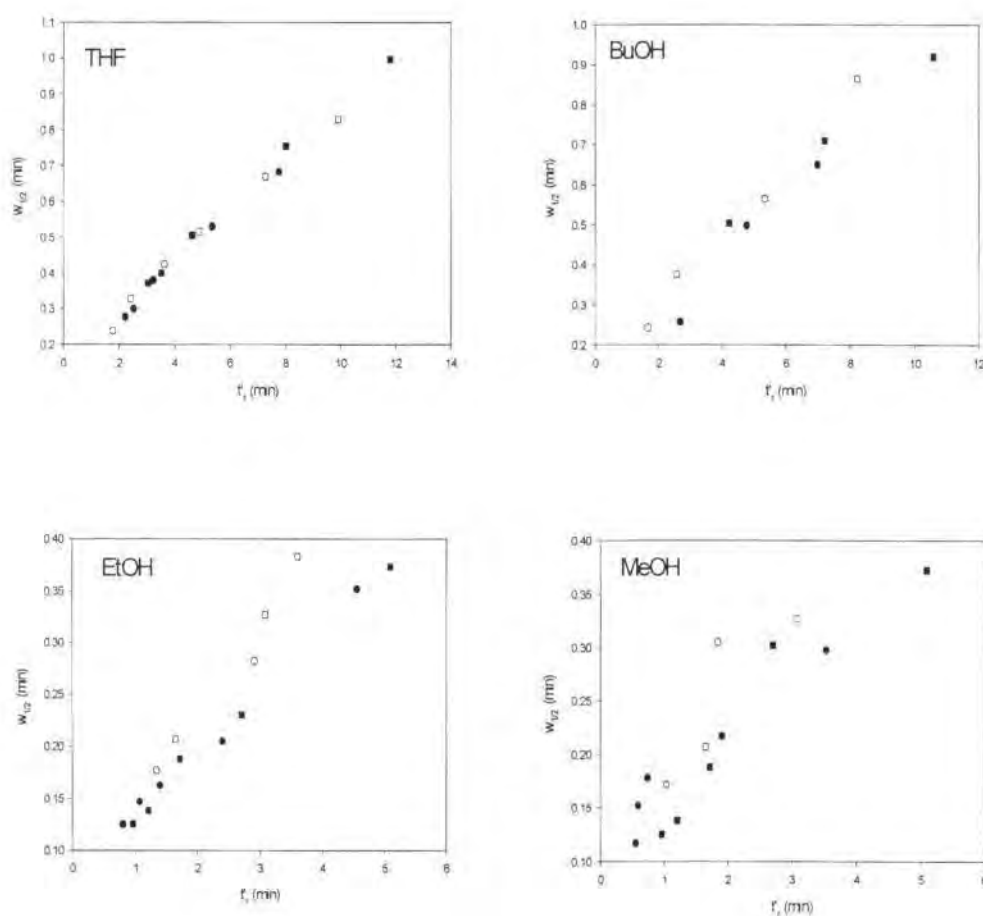 THF
w1/2 (min)
1.1
1.0
0.9
0.8
0.7
0.6
0.5
0.4
0.3
0.2
0 2 4 6 8 10 12 14
t'r (min)
BuOH
w1/2 (min)
1.0
0.9
0.8
0.7
0.6
0.5
0.4
0.3
0.2
0 2 4 6 8 10 12
t'r (min)
EtOH
w1/2 (min)
0.40
0.35
0.30
0.25
0.20
0.15
0.10
0 1 2 3 4 5 6
t'r (min)
MeOH
w1/2 (min)
0.40
0.35
0.30
0.25
0.20
0.15
0.10
0 1 2 3 4 5 6
t'r (min)